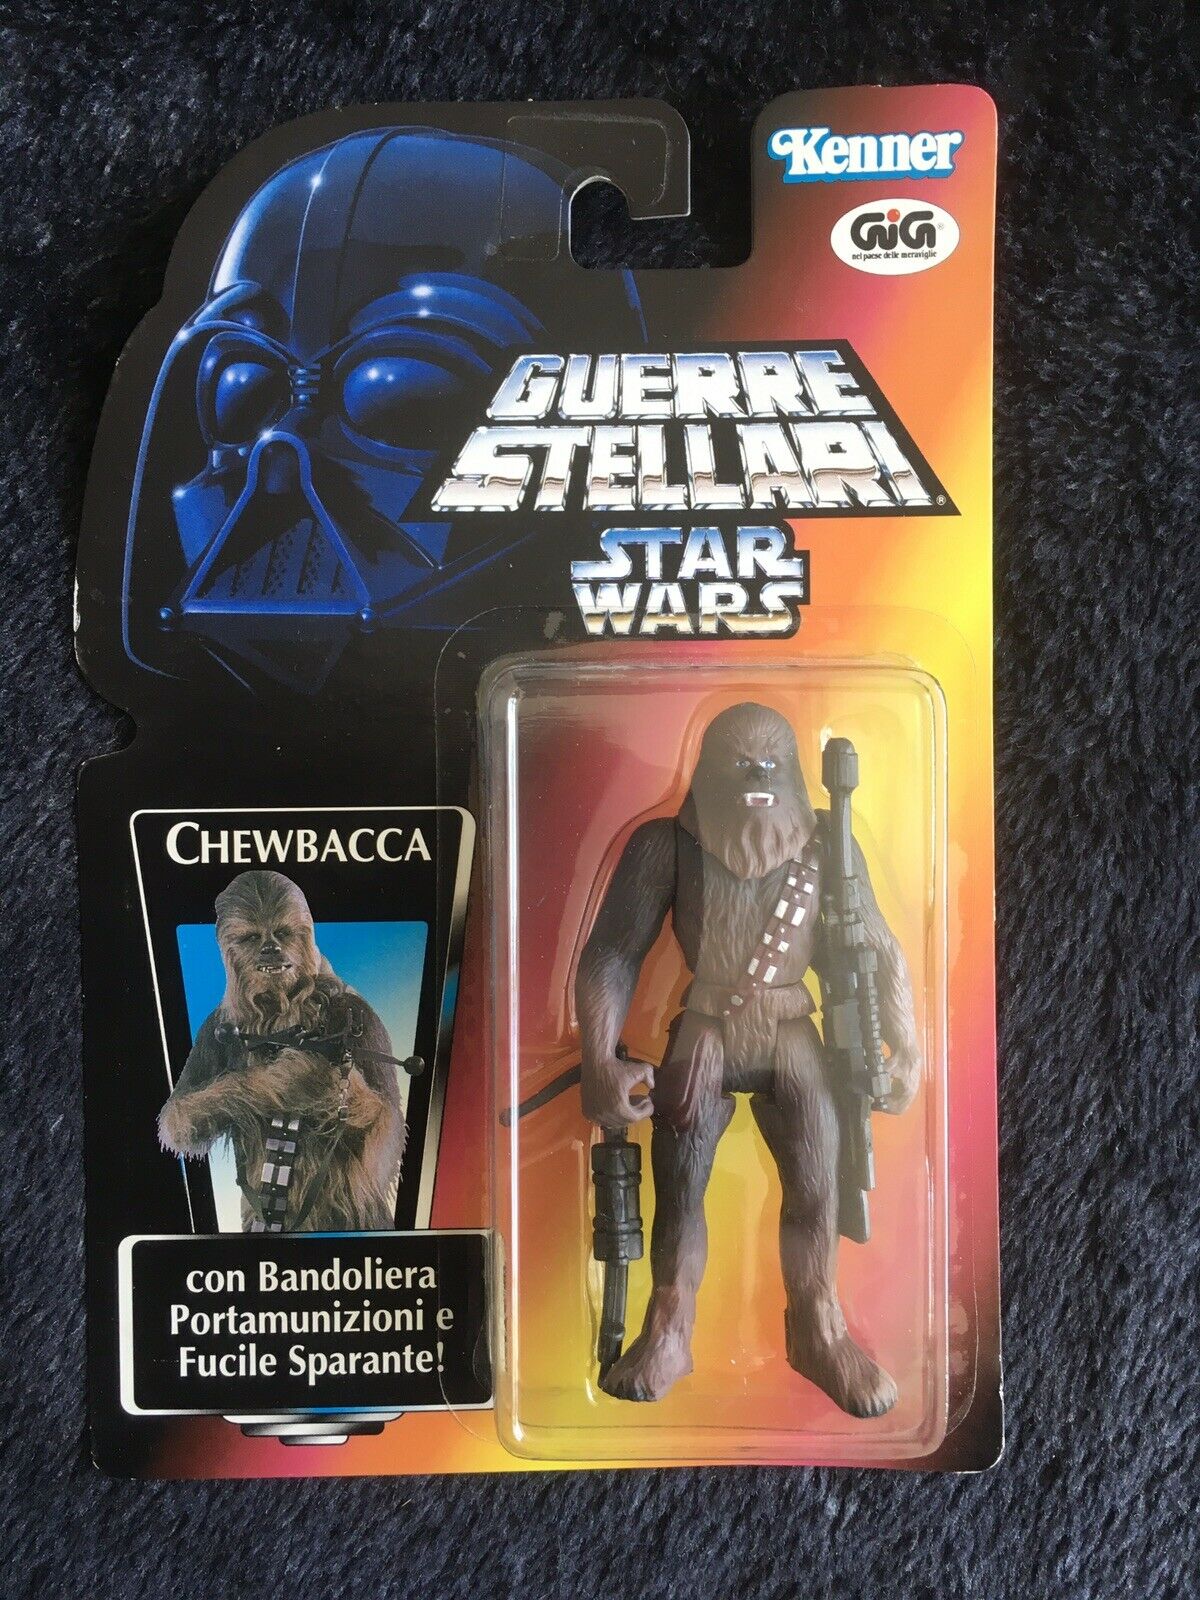 Kenner
GiG®
nel paese delle meraviglie
GUERRE
STELLARI®
STAR
WARS
CHEWBACCA
con Bandoliera
Portamunizioni e
Fucile Sparante!